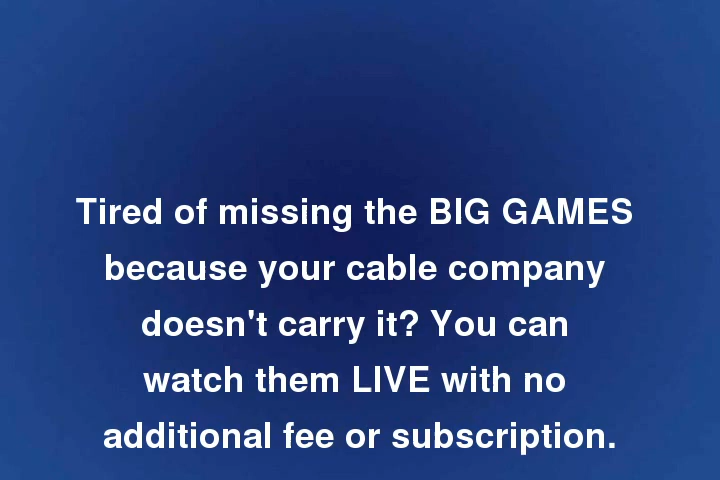 Tired of missing the BIG GAMES
because your cable company
doesn't carry it? You can
watch them LIVE with no
additional fee or subscription.